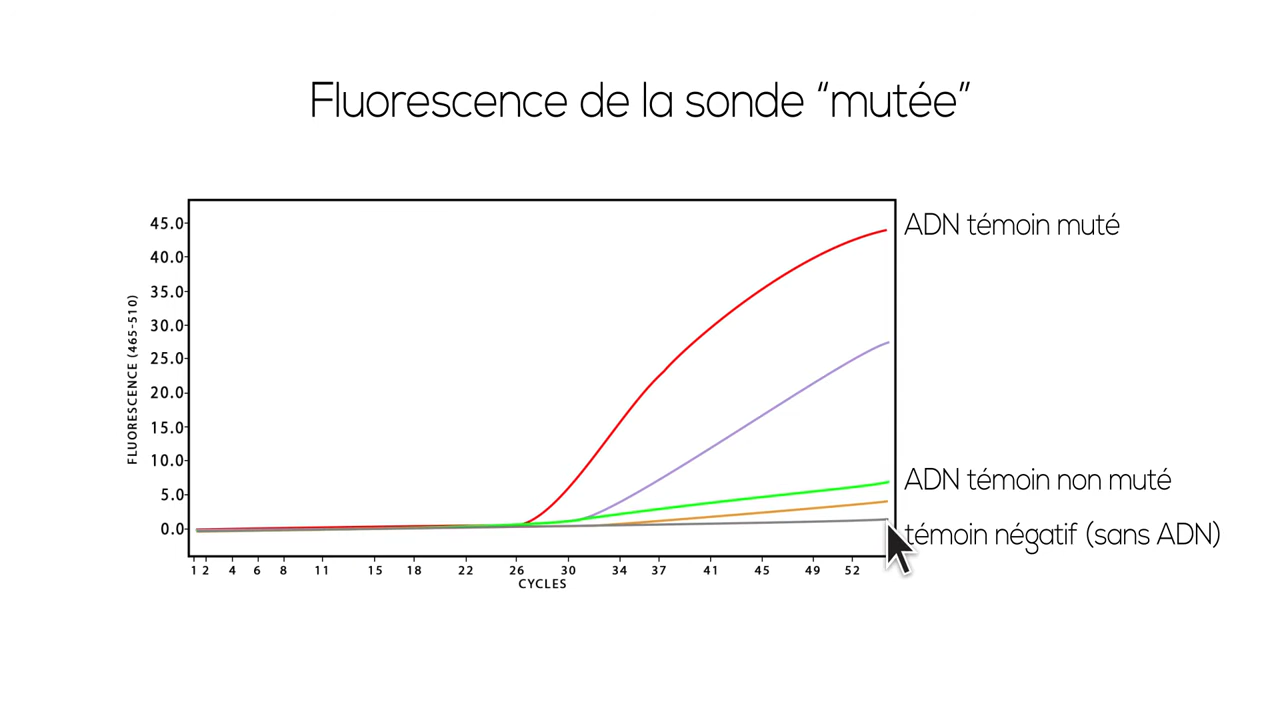 Fluorescence de la sonde “mutée”
ADN témoin muté
45.0
40.0
35.0
30.0
25.0
20.0
15.0
10.0
5.0
0.0
FLUORESCENCE (465-510)
ADN témoin non muté
témoin négatif (sans ADN)
1 2 4 6 8 11 15 18 22 26 30 34 37 41 45 49 52
CYCLES